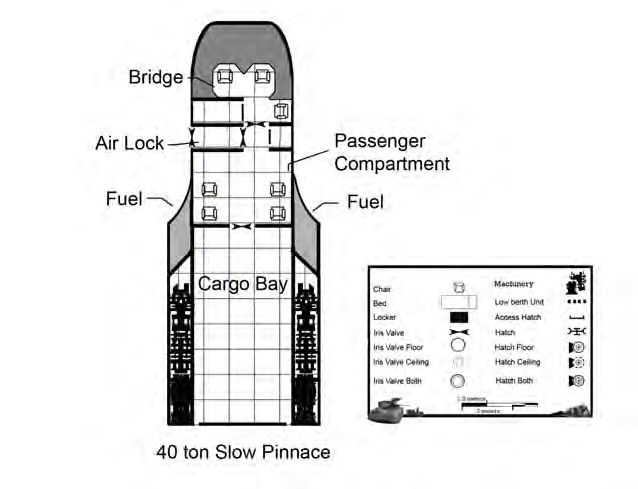 Bridge
Air Lock
Passenger
Compartment
Fuel
Fuel
Cargo Bay
40 ton Slow Pinnace
Chair
Bed
Locker
Iris Valve
Iris Valve Floor
Iris Valve Ceiling
Iris Valve Both
Machinery
Low berth Unit
Access Hatch
Hatch
Hatch Floor
Hatch Ceiling
Hatch Both
1.5 meters
3 meters